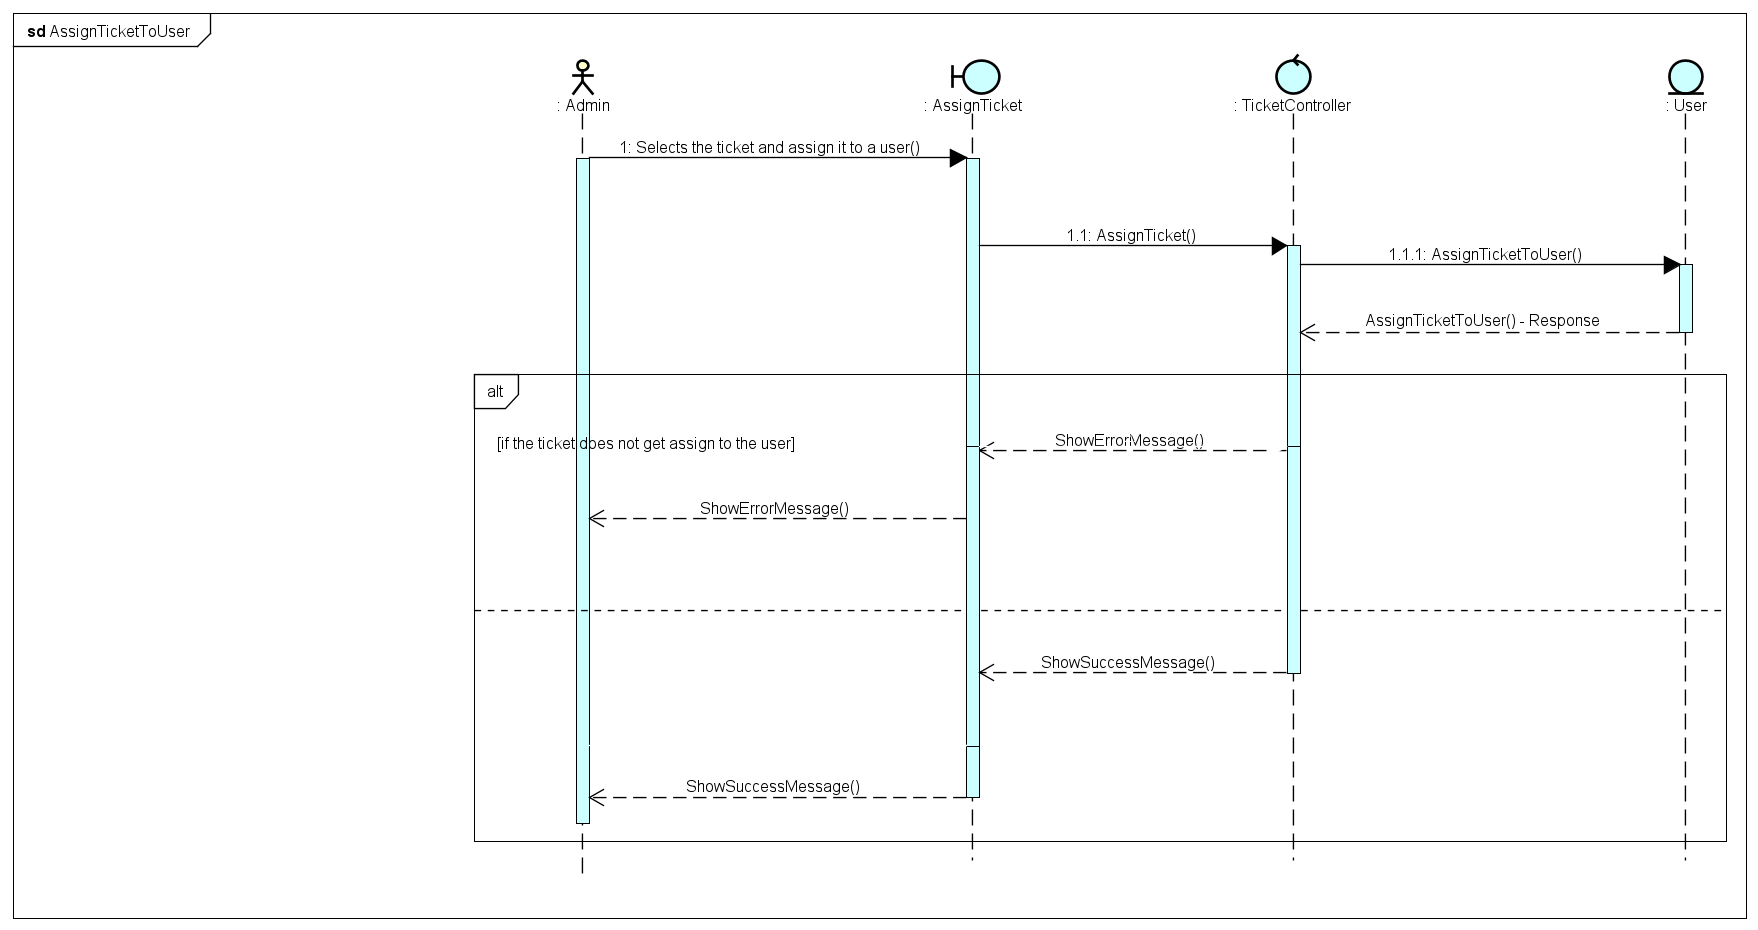 sd AssignTicketToUser
: Admin
: AssignTicket
: TicketController
: User
1: Selects the ticket and assign it to a user()
1.1: AssignTicket()
1.1.1: AssignTicketToUser()
AssignTicketToUser() - Response
alt
[if the ticket does not get assign to the user]
ShowErrorMessage()
ShowErrorMessage()
ShowSuccessMessage()
ShowSuccessMessage()